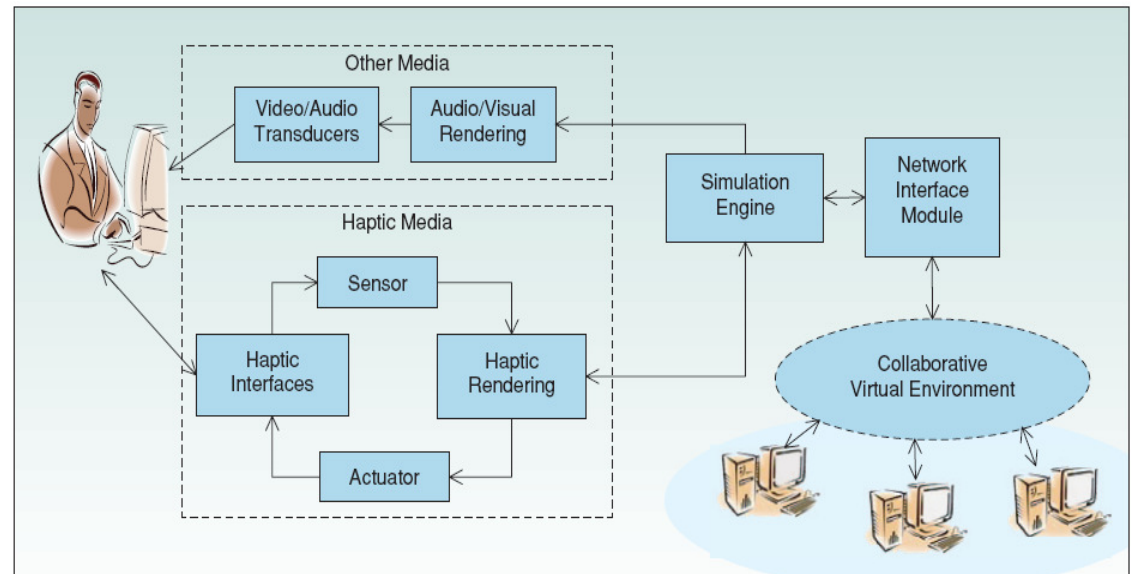 Other Media
Video/Audio
Transducers
Audio/Visual
Rendering
Simulation
Engine
Network
Interface
Module
Haptic Media
Sensor
Haptic
Interfaces
Haptic
Rendering
Actuator
Collaborative
Virtual Environment